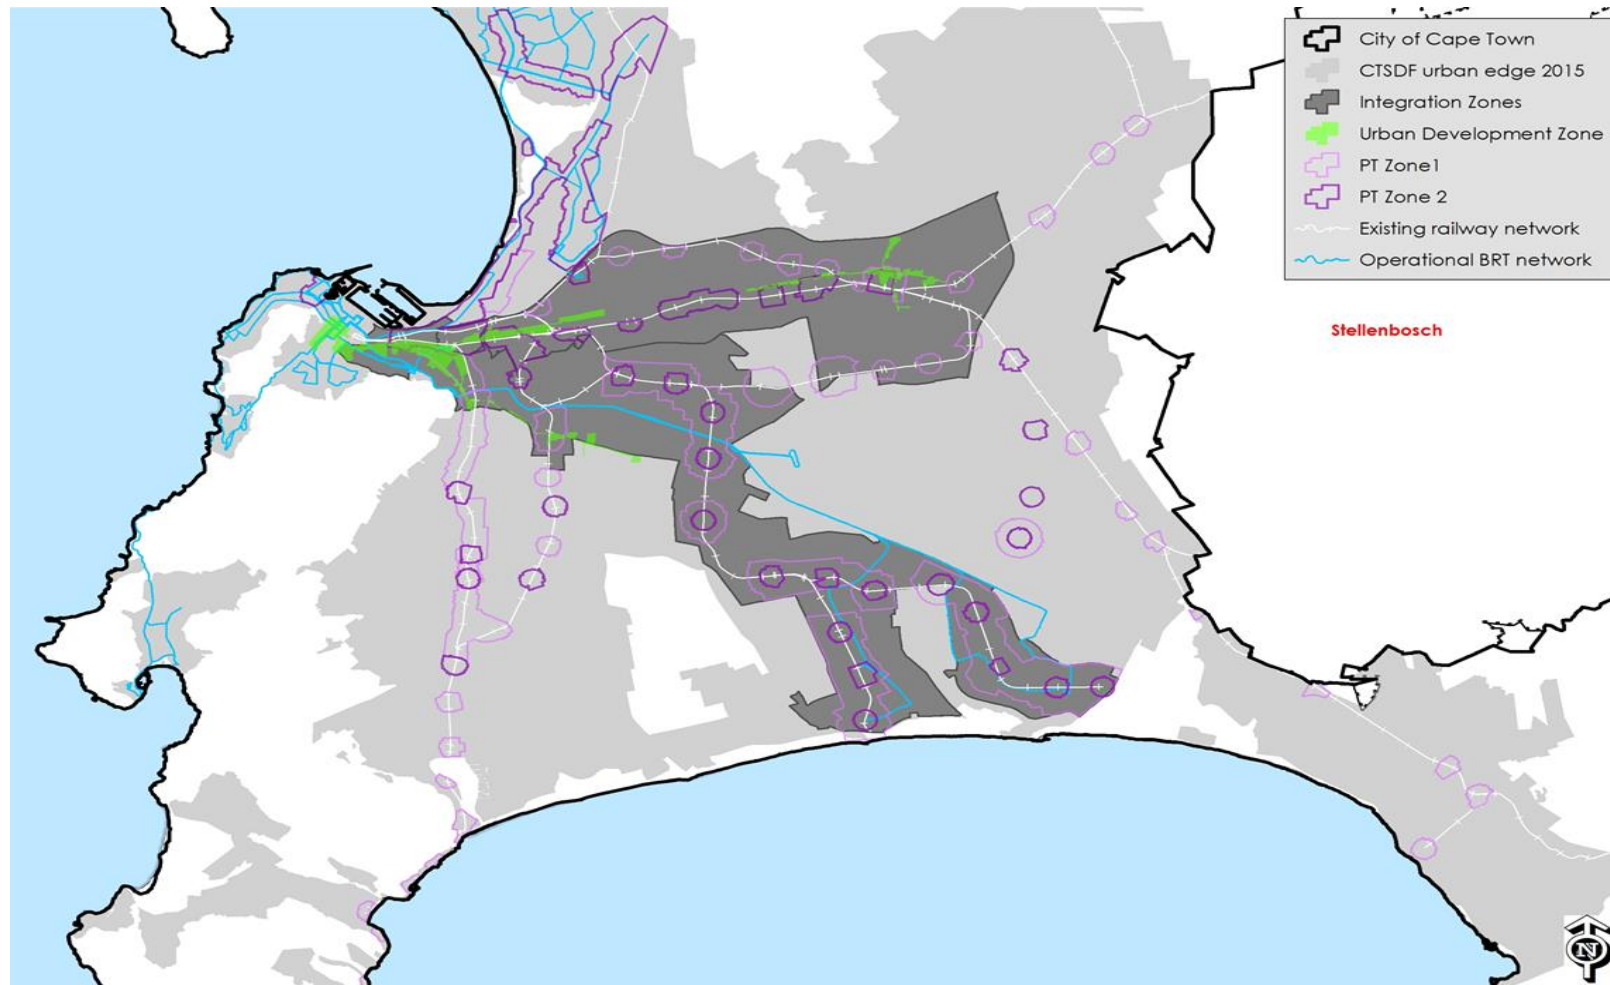 City of Cape Town
CTSDF urban edge 2015
Integration Zones
Urban Development Zone
PT Zone1
PT Zone 2
Existing railway network
Operational BRT network
Stellenbosch
N